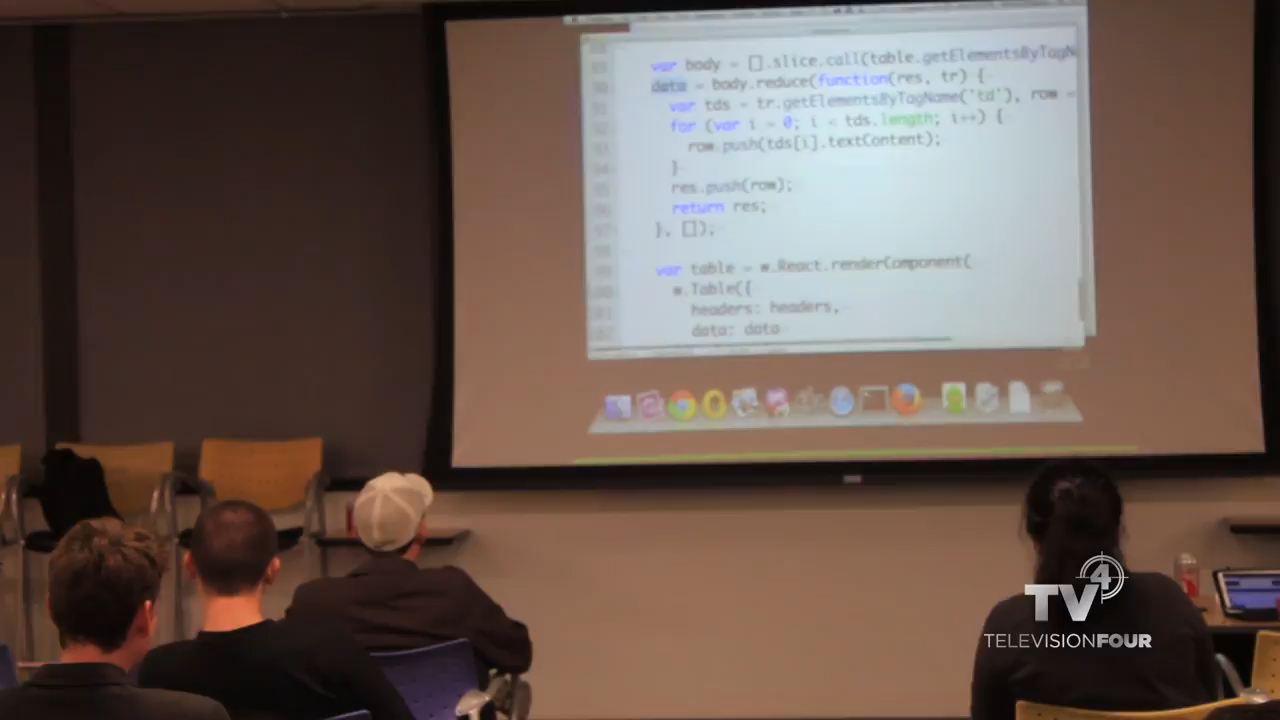 var body = [].slice.call(table.getElementsByTagN
data = body.reduce(function(res, tr) {
var tds = tr.getElementsByTagName('td'), row =
for (var i = 0; i < tds.length; i++) {
row.push(tds[i].textContent);
}
res.push(row);
return res;
}, []);
var table = w.React.renderComponent(
w.Table({
headers: headers,
data: data
TV4
TELEVISIONFOUR